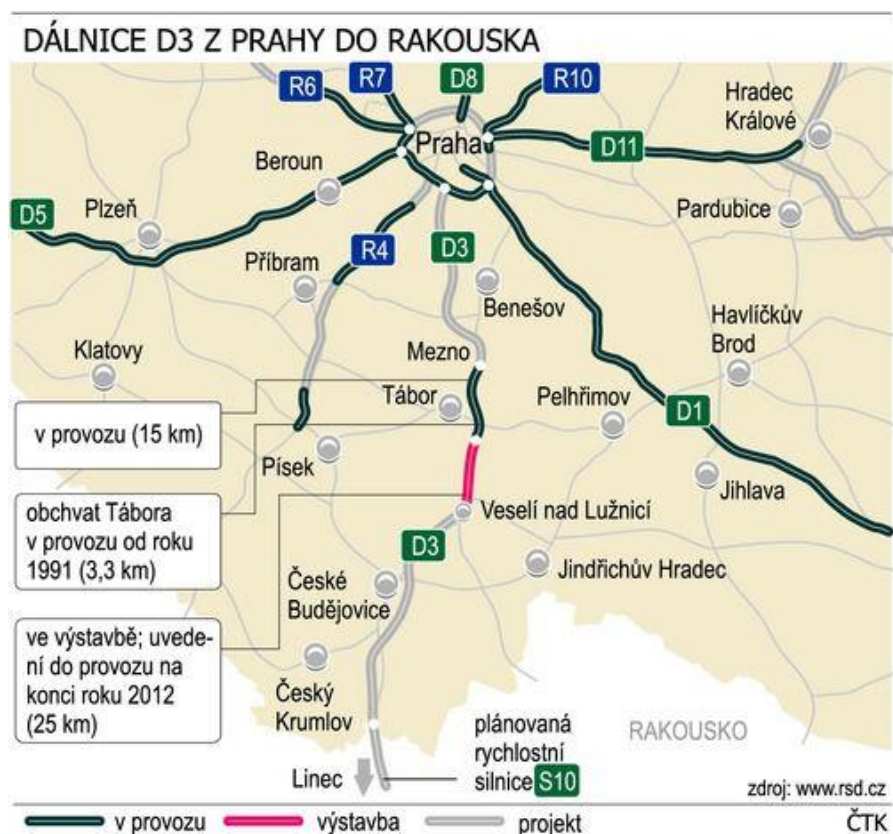 DÁLNICE D3 Z PRAHY DO RAKOUSKA
R6
R7
D8
R10
Hradec
Králové
Praha
D11
Beroun
D5
Plzeň
Pardubice
R4
D3
Příbram
Benešov
Havlíčkův
Brod
Klatovy
Mezno
Tábor
Pelhřimov
D1
v provozu (15 km)
Písek
Jihlava
obchvat Tábora
v provozu od roku
1991 (3,3 km)
Veselí nad Lužnicí
D3
Jindřichův Hradec
České
Budějovice
ve výstavbě; uvede-
ní do provozu na
konci roku 2012
(25 km)
Český
Krumlov
RAKOUSKO
plánovaná
rychlostní
silnice S10
Linec
zdroj: www.rsd.cz
v provozu výstavba projekt ČTK